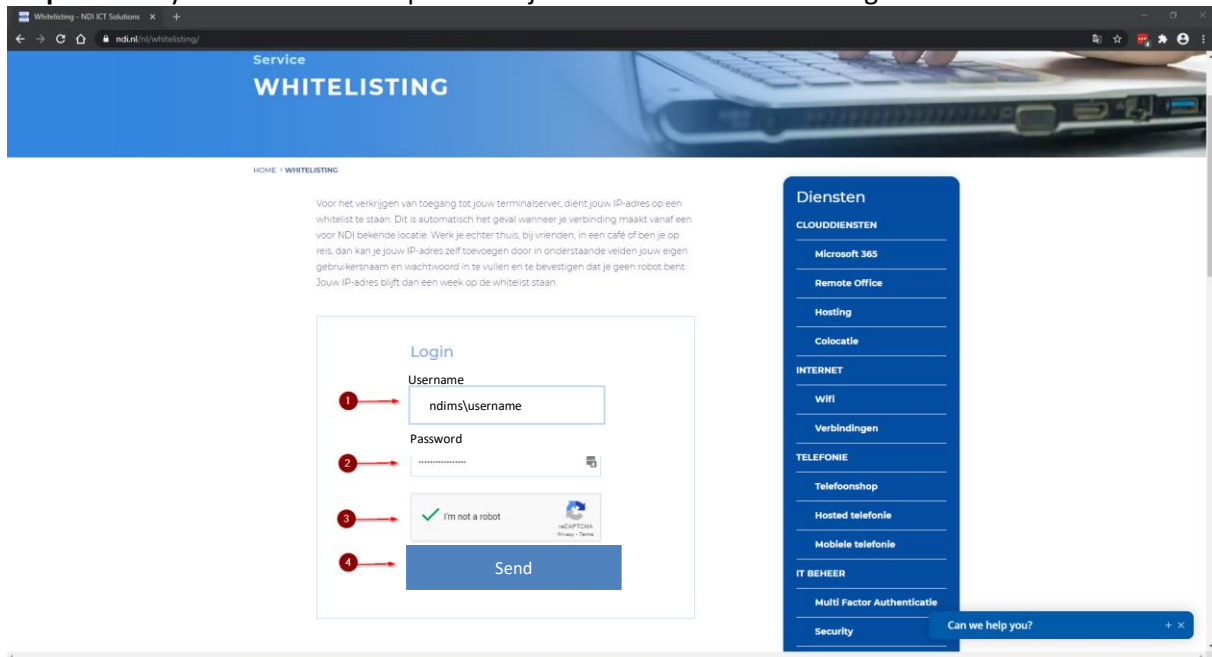 Whitelisting - NDI ICT Solutions
ndi.nl/nl/whitelisting/
Service
WHITELISTING
HOME > WHITELISTING
Voor het verkrijgen van toegang tot jouw terminalserver, dient jouw IP-adres op een
whitelist te staan. Dit is automatisch het geval wanneer je verbinding maakt vanaf een
voor NDI bekende locatie. Werk je echter thuis, bij vrienden, in een café of ben je op
reis, dan kan je jouw IP-adres zelf toevoegen door in onderstaande velden jouw eigen
gebruikersnaam en wachtwoord in te vullen en te bevestigen dat je geen robot bent.
Jouw IP-adres blijft dan een week op de whitelist staan.
Login
Username
1
ndims\username
Password
2
3
I'm not a robot
reCAPTCHA
Privacy - Terms
4
Send
Diensten
CLOUDDIENSTEN
Microsoft 365
Remote Office
Hosting
Colocatie
INTERNET
Wifi
Verbindingen
TELEFONIE
Telefoonshop
Hosted telefonie
Mobiele telefonie
IT BEHEER
Multi Factor Authenticatie
Security
Can we help you?